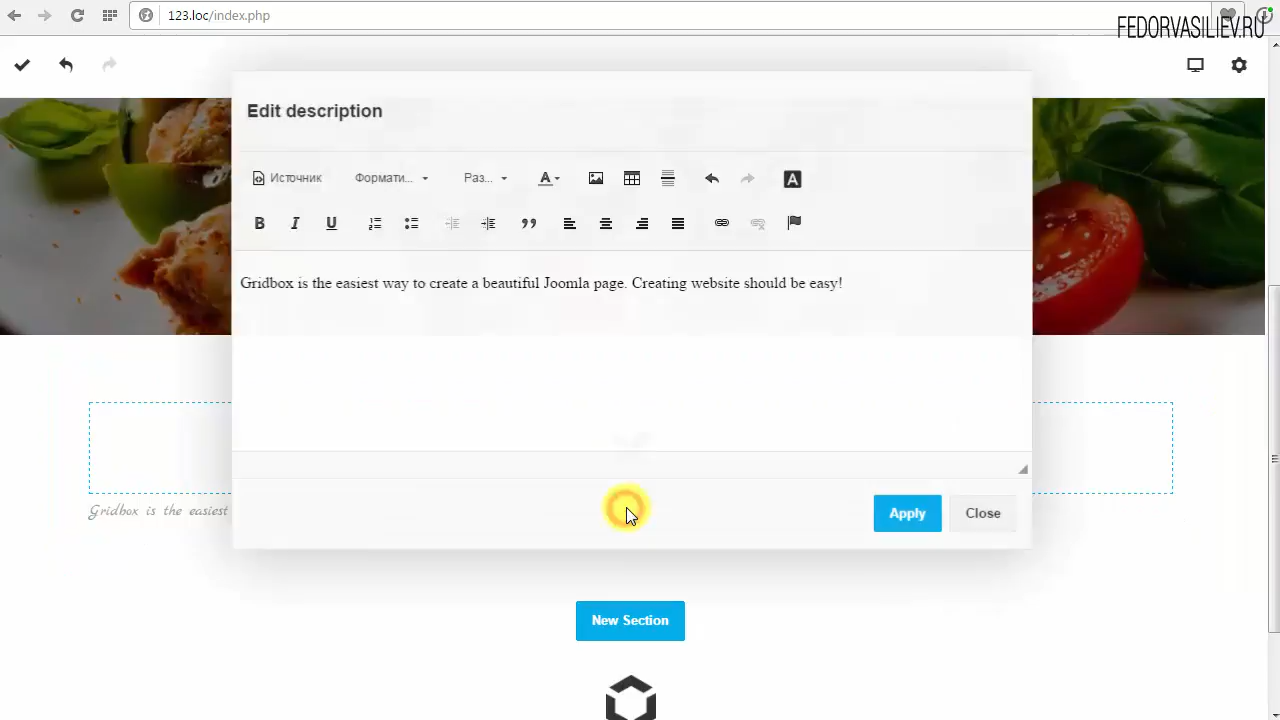 123.loc/index.php
FEDORVASILIEV.RU
Edit description
Источник Формати... Раз... A A
B I U
Gridbox is the easiest way to create a beautiful Joomla page. Creating website should be easy!
Gridbox is the easiest
Apply Close
New Section